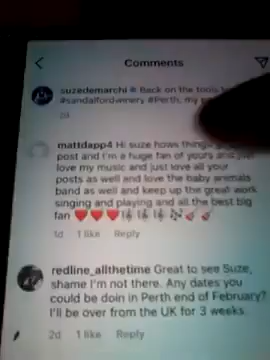 Comments
suzedemarchi Back on the tools
#sandalfordwinery #Perth, my
2d
mattdapp4 Hi suze hows things
post and I'm a huge fan of yours and just
love my music and just love all your
posts as well and love the baby animals
band as well and keep up the great work
singing and playing and all the best big
fan ❤️❤️❤️🎼🎼🎼🎶🎸🎸
1d 1 like Reply
redline_allthetime Great to see Suze,
shame I'm not there. Any dates you
could be doin in Perth end of February?
I'll be over from the UK for 3 weeks.
2d 1 like Reply